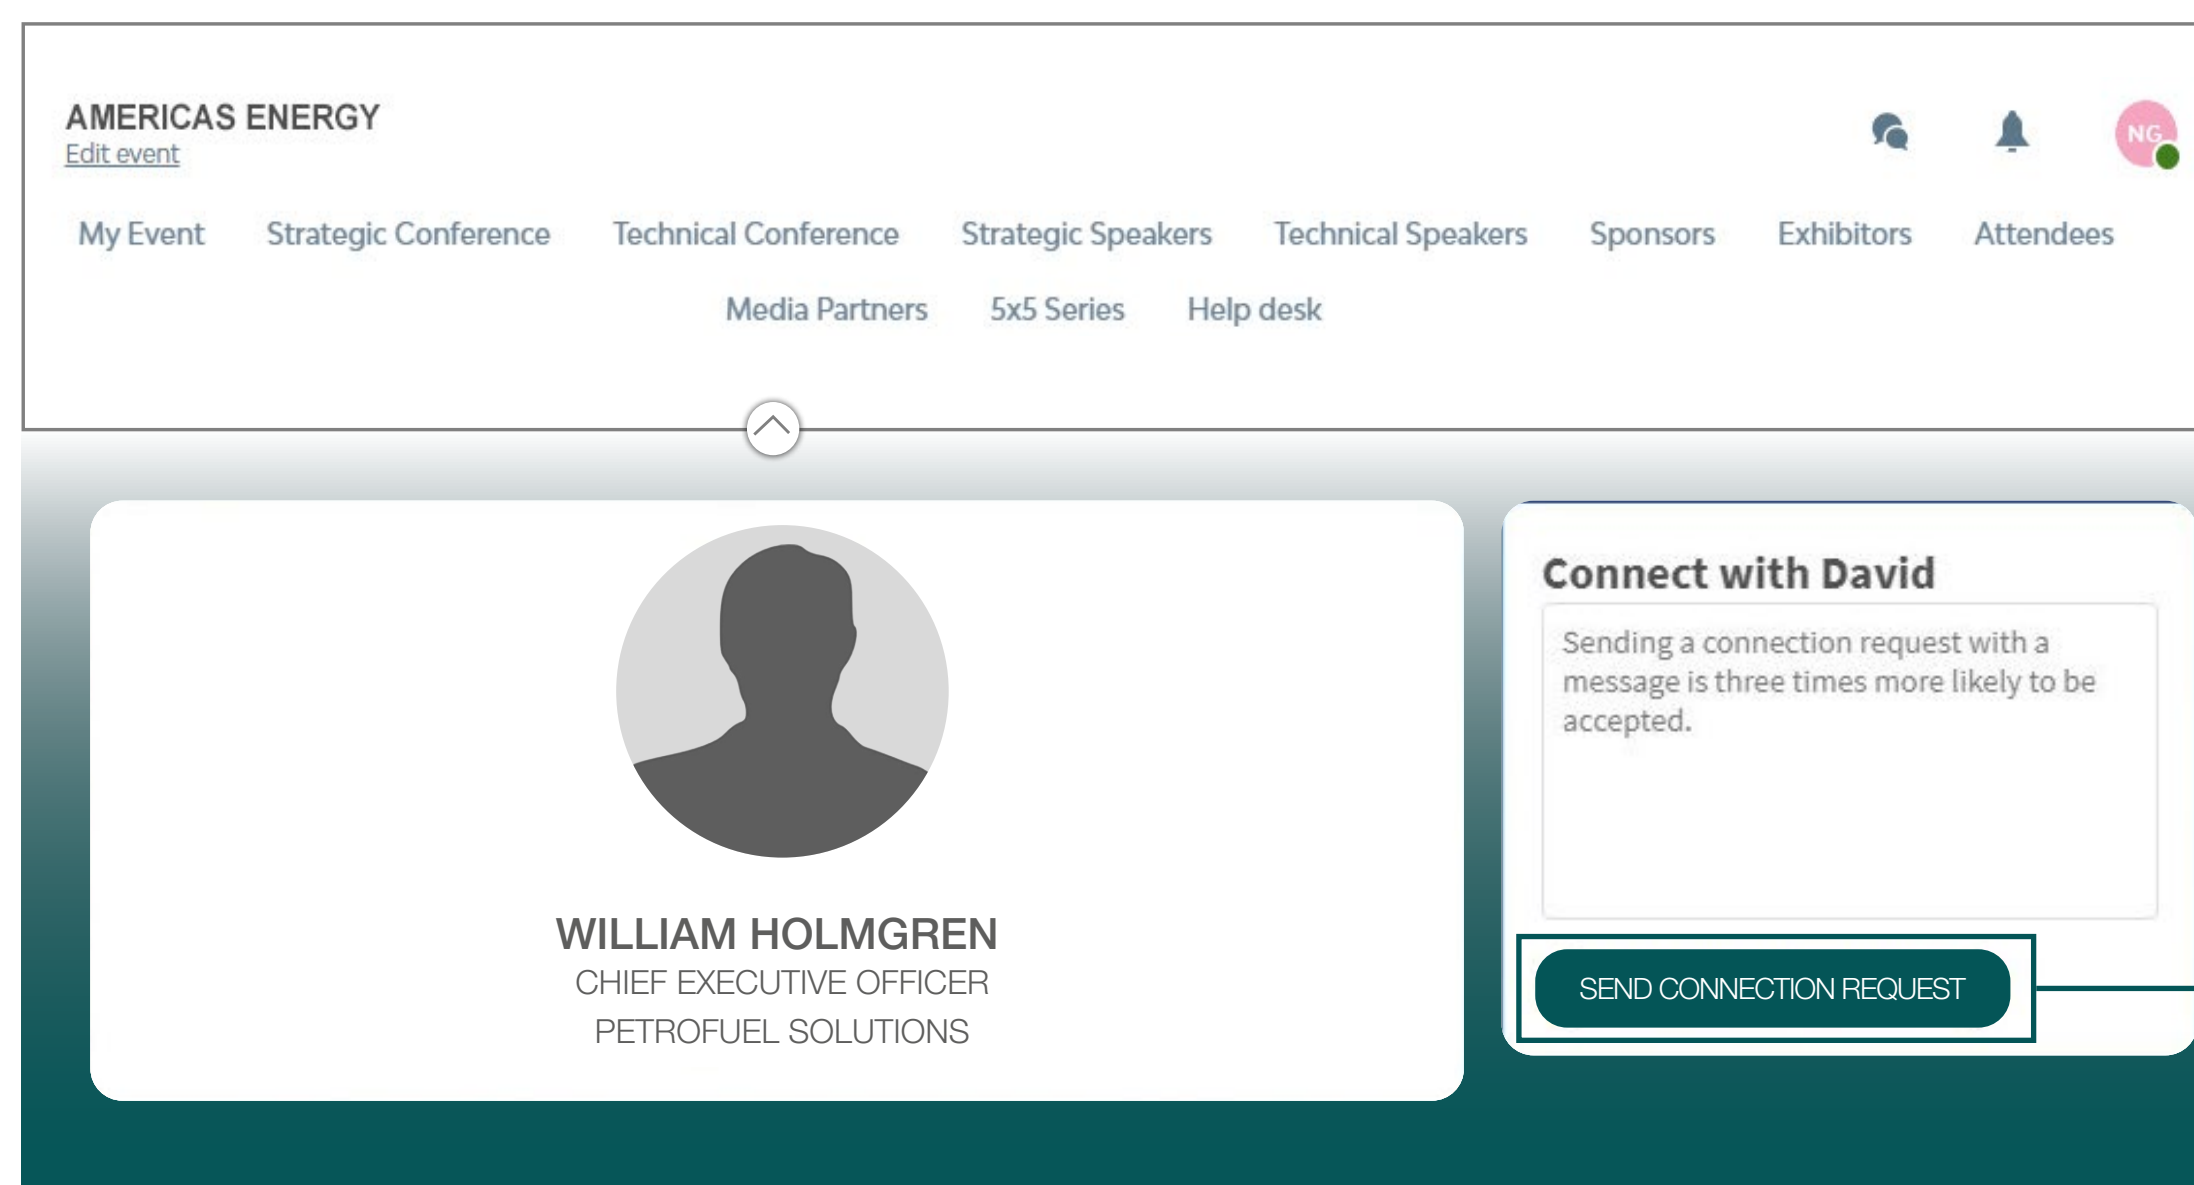 AMERICAS ENERGY
Edit event
NG
My Event Strategic Conference Technical Conference Strategic Speakers Technical Speakers Sponsors Exhibitors Attendees
Media Partners 5x5 Series Help desk
WILLIAM HOLMGREN
CHIEF EXECUTIVE OFFICER
PETROFUEL SOLUTIONS
Connect with David
Sending a connection request with a
message is three times more likely to be
accepted.
SEND CONNECTION REQUEST